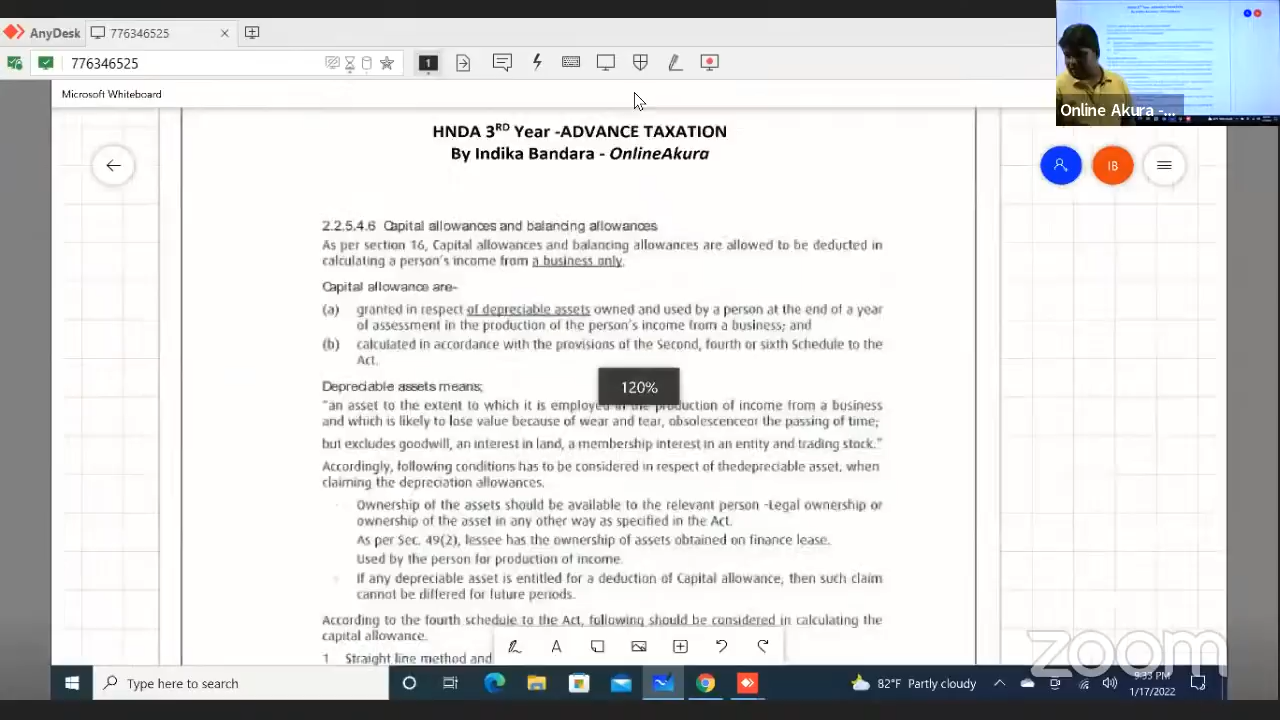 AnyDesk
776346525
776346525
1
Microsoft Whiteboard
Online Akura -...
HNDA 3RD Year -ADVANCE TAXATION
By Indika Bandara - OnlineAkura
IB
2.2.5.4.6 Capital allowances and balancing allowances
As per section 16, Capital allowances and balancing allowances are allowed to be deducted in
calculating a person's income from a business only.
Capital allowance are-
(a) granted in respect of depreciable assets owned and used by a person at the end of a year
of assessment in the production of the person's income from a business; and
(b) calculated in accordance with the provisions of the Second, fourth or sixth Schedule to the
Act.
Depreciable assets means;
120%
"an asset to the extent to which it is employed in the production of income from a business
and which is likely to lose value because of wear and tear, obsolescenceor the passing of time;
but excludes goodwill, an interest in land, a membership interest in an entity and trading stock."
Accordingly, following conditions has to be considered in respect of thedepreciable asset, when
claiming the depreciation allowances.
Ownership of the assets should be available to the relevant person -Legal ownership or
ownership of the asset in any other way as specified in the Act.
As per Sec. 49(2), lessee has the ownership of assets obtained on finance lease.
Used by the person for production of income.
If any depreciable asset is entitled for a deduction of Capital allowance, then such claim
cannot be differed for future periods.
According to the fourth schedule to the Act, following should be considered in calculating the
capital allowance.
1 Straight line method and
zoom
Type here to search
82°F Partly cloudy
9:33 PM
1/17/2022